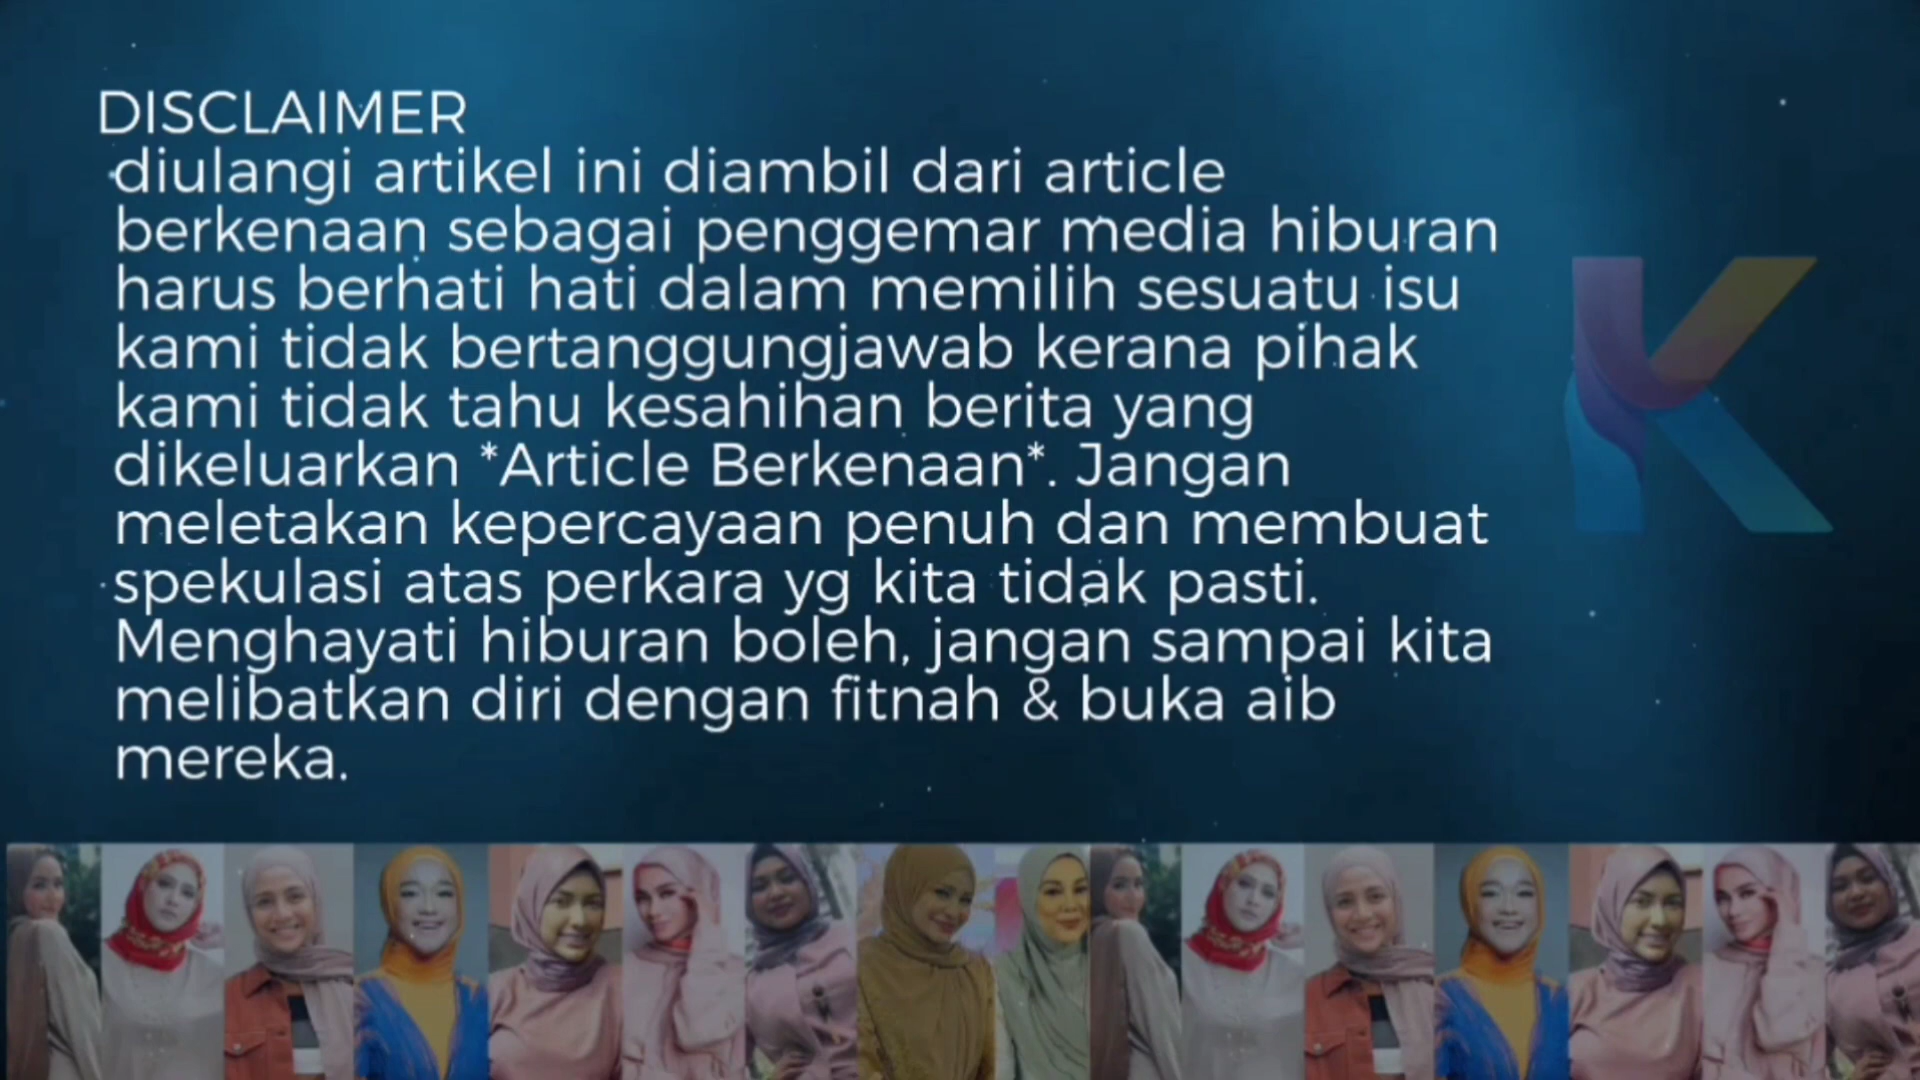 DISCLAIMER
diulangi artikel ini diambil dari article
berkenaan sebagai penggemar media hiburan
harus berhati hati dalam memilih sesuatu isu
kami tidak bertanggungjawab kerana pihak
kami tidak tahu kesahihan berita yang
dikeluarkan *Article Berkenaan*. Jangan
meletakan kepercayaan penuh dan membuat
spekulasi atas perkara yg kita tidak pasti.
Menghayati hiburan boleh, jangan sampai kita
melibatkan diri dengan fitnah & buka aib
mereka.
K